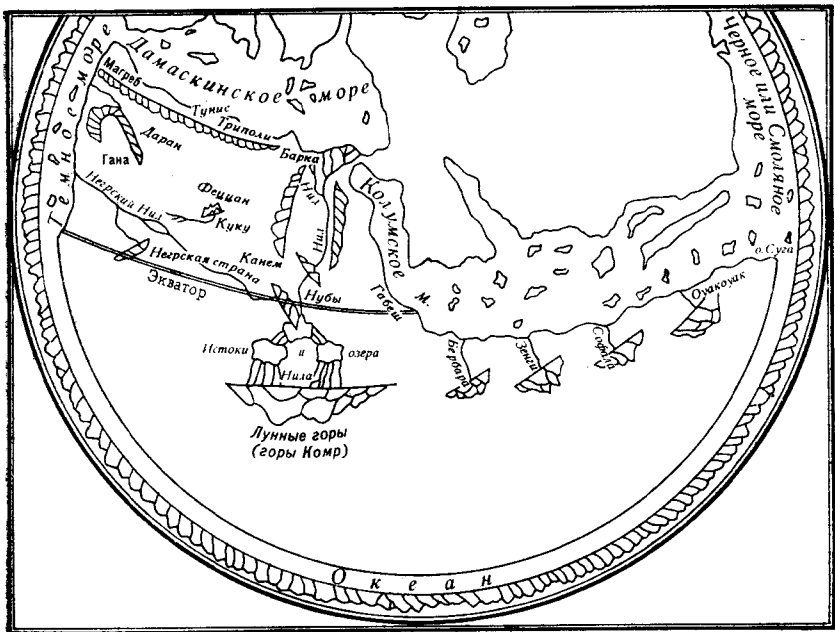 Темное море
Дамаскинское море
Черное или Смоляное море
Магреб
Тунис
Триполи
Барка
Даран
Гана
Феццан
Негрский Нил
Куку
Нил
Нил
Колумское м.
Канем
Негрская страна
Экватор
Нубы
Габеш
о. Суга
Оуакоуак
Бербара
Зенги
Софала
Истоки и озера
Нила
Лунные горы
(горы Комр)
Океан